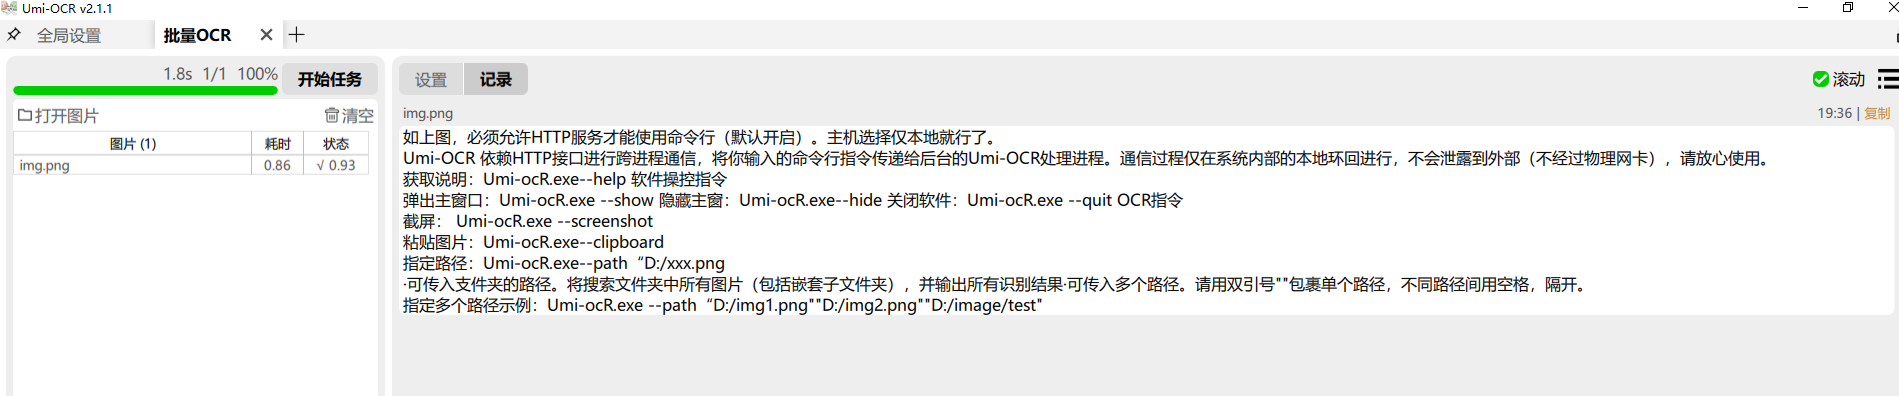 Umi-OCR v2.1.1
全局设置
批量OCR
1.8s 1/1 100%
开始任务
打开图片
清空
图片 (1) 耗时 状态
img.png 0.86 √ 0.93
设置
记录
滚动
img.png
19:36 | 复制
如上图，必须允许HTTP服务才能使用命令行（默认开启）。主机选择仅本地就行了。
Umi-OCR 依赖HTTP接口进行跨进程通信，将你输入的命令行指令传递给后台的Umi-OCR处理进程。通信过程仅在系统内部的本地环回进行，不会泄露到外部（不经过物理网卡），请放心使用。
获取说明：Umi-ocR.exe--help 软件操控指令
弹出主窗口：Umi-ocR.exe --show 隐藏主窗：Umi-ocR.exe--hide 关闭软件：Umi-ocR.exe --quit OCR指令
截屏： Umi-ocR.exe --screenshot
粘贴图片：Umi-ocR.exe--clipboard
指定路径：Umi-ocR.exe--path“D:/xxx.png
·可传入支件夹的路径。将搜索文件夹中所有图片（包括嵌套子文件夹），并输出所有识别结果·可传入多个路径。请用双引号""包裹单个路径，不同路径间用空格，隔开。
指定多个路径示例：Umi-ocR.exe --path“D:/img1.png""D:/img2.png""D:/image/test"